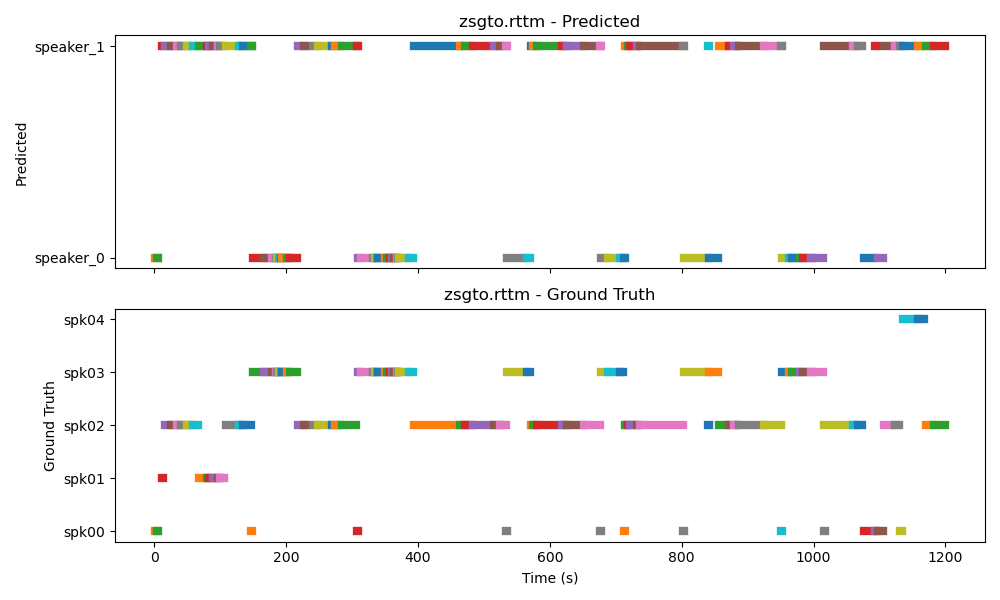 zsgto.rttm - Predicted
speaker_1
Predicted
speaker_0
zsgto.rttm - Ground Truth
spk04
spk03
spk02
Ground Truth
spk01
spk00
0 200 400 600 800 1000 1200
Time (s)